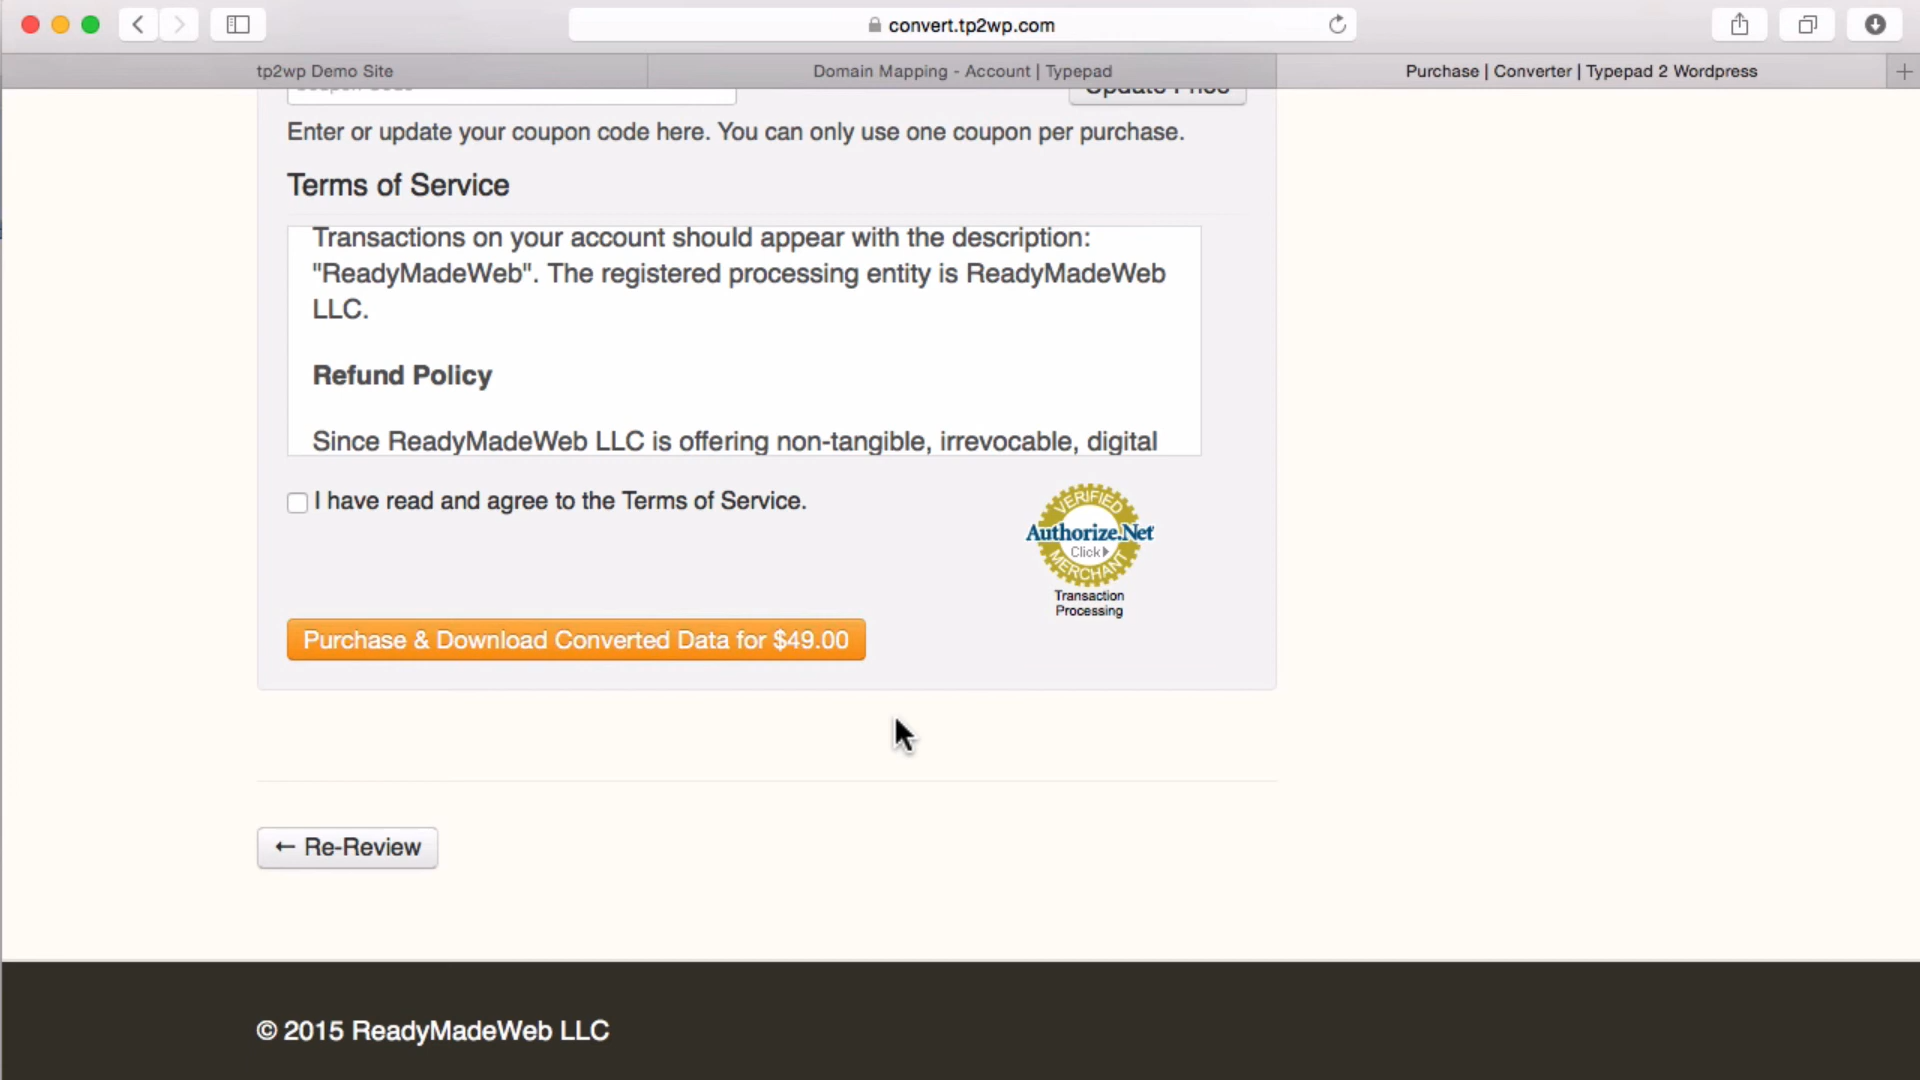 convert.tp2wp.com
tp2wp Demo Site
Domain Mapping - Account | Typepad
Purchase | Converter | Typepad 2 Wordpress
Coupon Code
Update Price
Enter or update your coupon code here. You can only use one coupon per purchase.
Terms of Service
Transactions on your account should appear with the description:
"ReadyMadeWeb". The registered processing entity is ReadyMadeWeb
LLC.
Refund Policy
Since ReadyMadeWeb LLC is offering non-tangible, irrevocable, digital
I have read and agree to the Terms of Service.
VERIFIED
Authorize.Net
Click
MERCHANT
Transaction
Processing
Purchase & Download Converted Data for $49.00
← Re-Review
© 2015 ReadyMadeWeb LLC